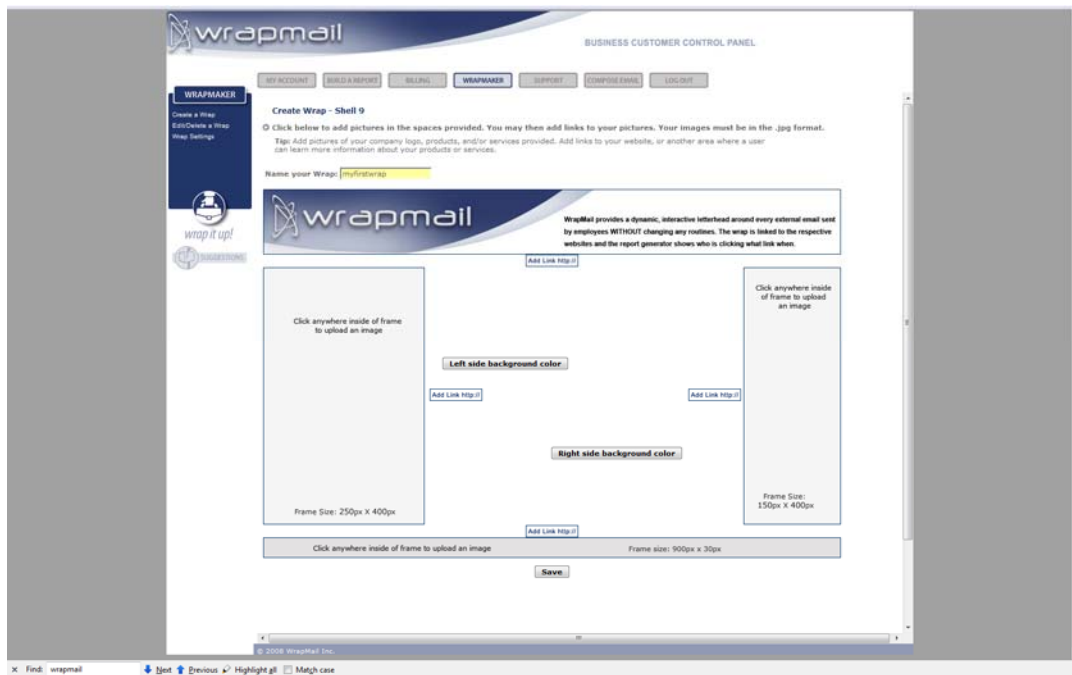 wrapmail
BUSINESS CUSTOMER CONTROL PANEL
MY ACCOUNT BUILD A REPORT BILLING WRAPMAKER SUPPORT COMPOSE EMAIL LOG OUT
WRAPMAKER
Create a Wrap
Edit/Delete a Wrap
Wrap Settings
wrap it up!
SUGGESTIONS
Create Wrap - Shell 9
Click below to add pictures in the spaces provided. You may then add links to your pictures. Your images must be in the .jpg format.
Tip: Add pictures of your company logo, products, and/or services provided. Add links to your website, or another area where a user
can learn more information about your products or services.
Name your Wrap: myfirstwrap
wrapmail
WrapMail provides a dynamic, interactive letterhead around every external email sent
by employees WITHOUT changing any routines. The wrap is linked to the respective
websites and the report generator shows who is clicking what link when.
Add Link http://
Click anywhere inside of frame
to upload an image
Frame Size: 250px X 400px
Left side background color
Add Link http://
Add Link http://
Right side background color
Click anywhere inside
of frame to upload
an image
Frame Size:
150px X 400px
Add Link http://
Click anywhere inside of frame to upload an image Frame size: 900px x 30px
Save
© 2008 WrapMail Inc.
Find: wrapmail Next Previous Highlight all Match case